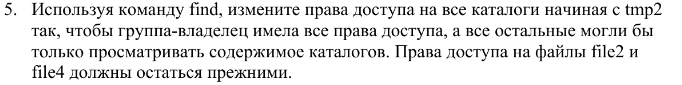 5. Используя команду find, измените права доступа на все каталоги начиная с tmp2
так, чтобы группа-владелец имела все права доступа, а все остальные могли бы
только просматривать содержимое каталогов. Права доступа на файлы file2 и
file4 должны остаться прежними.